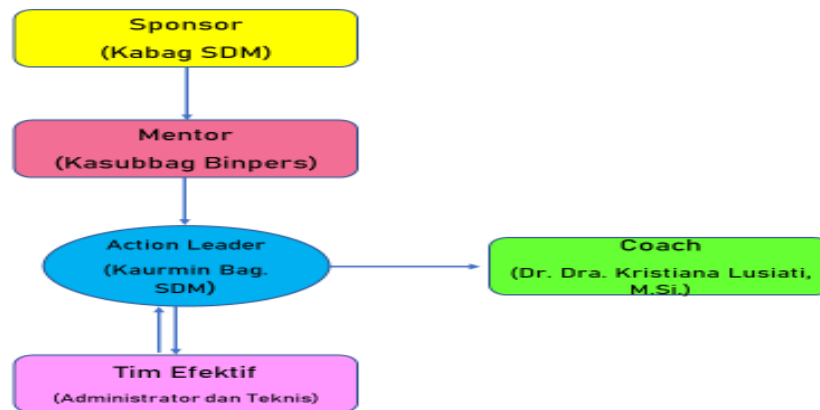 Sponsor
(Kabag SDM)
Mentor
(Kasubbag Binpers)
Action Leader
(Kaurmin Bag.
SDM)
Coach
(Dr. Dra. Kristiana Lusiati,
M.Si.)
Tim Efektif
(Administrator dan Teknis)